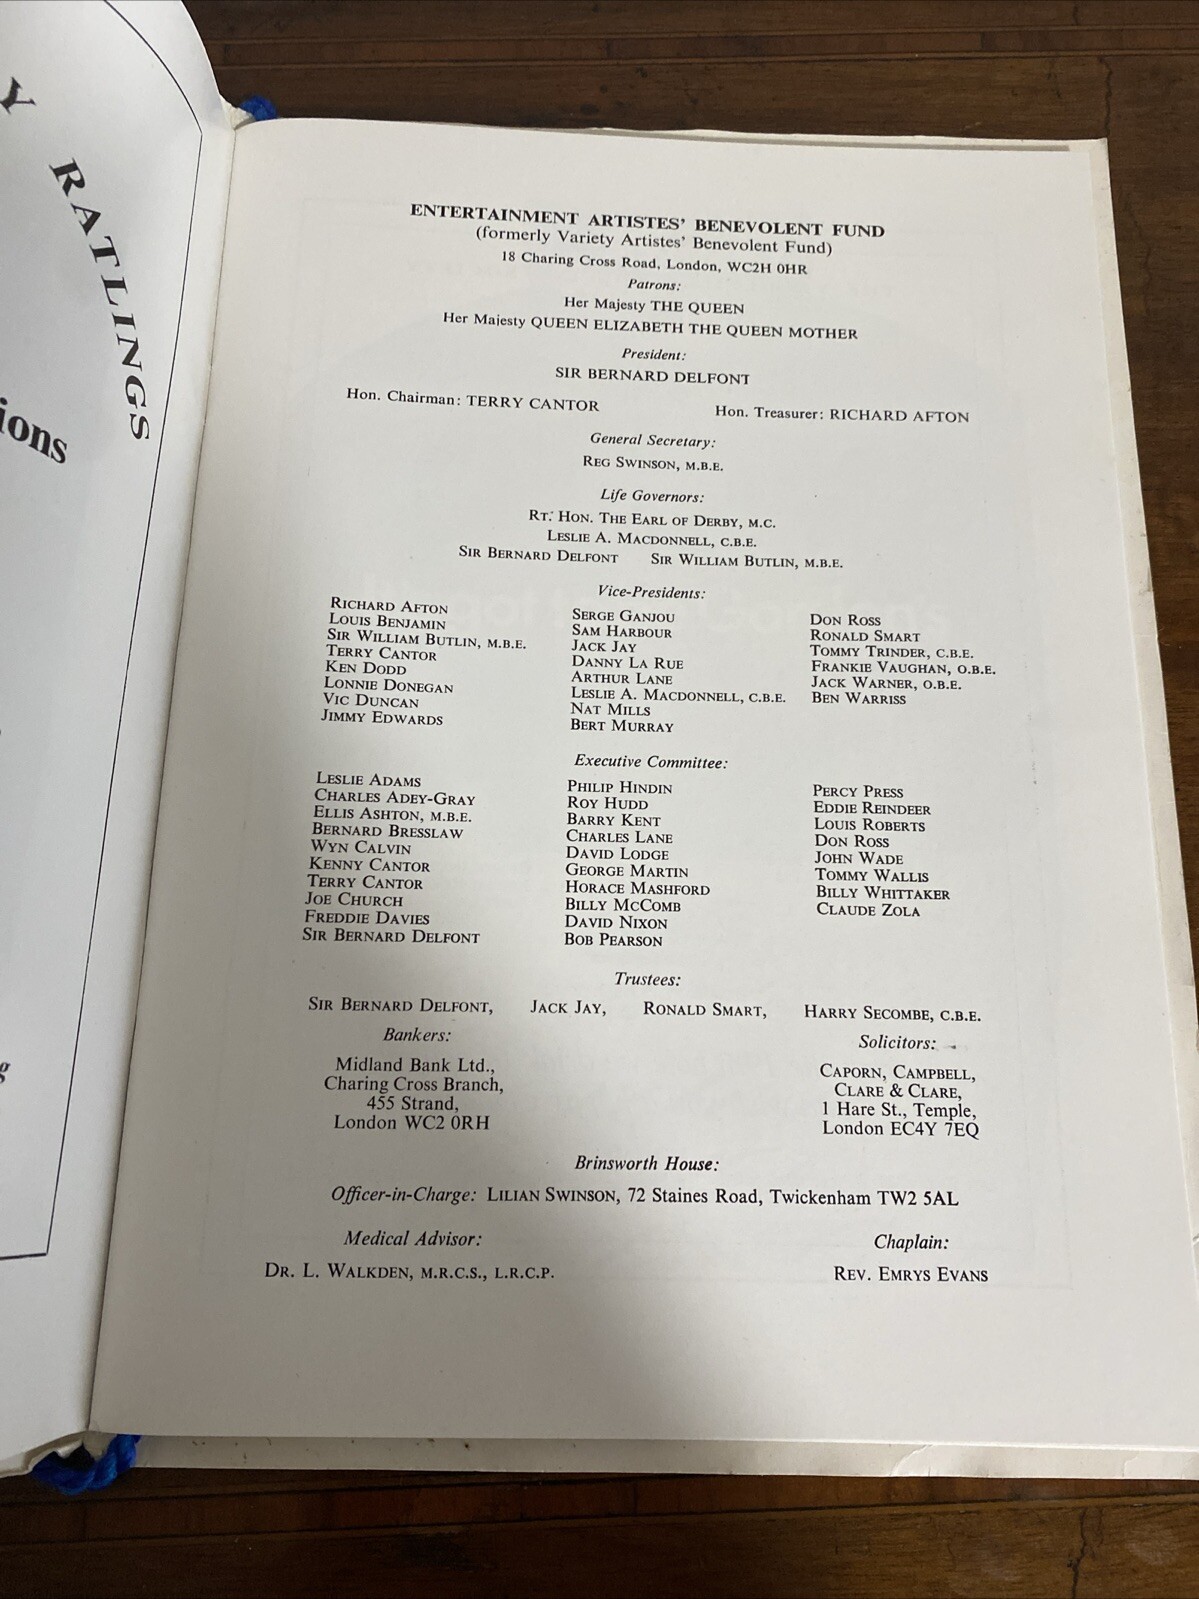 Y
RATLINGS
ions
ENTERTAINMENT ARTISTES' BENEVOLENT FUND
(formerly Variety Artistes' Benevolent Fund)
18 Charing Cross Road, London, WC2H 0HR
Patrons:
Her Majesty THE QUEEN
Her Majesty QUEEN ELIZABETH THE QUEEN MOTHER
President:
SIR BERNARD DELFONT
Hon. Chairman: TERRY CANTOR Hon. Treasurer: RICHARD AFTON
General Secretary:
REG SWINSON, M.B.E.
Life Governors:
RT. HON. THE EARL OF DERBY, M.C.
LESLIE A. MACDONNELL, C.B.E.
SIR BERNARD DELFONT SIR WILLIAM BUTLIN, M.B.E.
Vice-Presidents:
RICHARD AFTON
LOUIS BENJAMIN
SIR WILLIAM BUTLIN, M.B.E.
TERRY CANTOR
KEN DODD
LONNIE DONEGAN
VIC DUNCAN
JIMMY EDWARDS
SERGE GANJOU
SAM HARBOUR
JACK JAY
DANNY LA RUE
ARTHUR LANE
LESLIE A. MACDONNELL, C.B.E.
NAT MILLS
BERT MURRAY
DON ROSS
RONALD SMART
TOMMY TRINDER, C.B.E.
FRANKIE VAUGHAN, O.B.E.
JACK WARNER, O.B.E.
BEN WARRISS
Executive Committee:
LESLIE ADAMS
CHARLES ADEY-GRAY
ELLIS ASHTON, M.B.E.
BERNARD BRESSLAW
WYN CALVIN
KENNY CANTOR
TERRY CANTOR
JOE CHURCH
FREDDIE DAVIES
SIR BERNARD DELFONT
PHILIP HINDIN
ROY HUDD
BARRY KENT
CHARLES LANE
DAVID LODGE
GEORGE MARTIN
HORACE MASHFORD
BILLY MCCOMB
DAVID NIXON
BOB PEARSON
PERCY PRESS
EDDIE REINDEER
LOUIS ROBERTS
DON ROSS
JOHN WADE
TOMMY WALLIS
BILLY WHITTAKER
CLAUDE ZOLA
Trustees:
SIR BERNARD DELFONT, JACK JAY, RONALD SMART, HARRY SECOMBE, C.B.E.
Bankers:
Midland Bank Ltd.,
Charing Cross Branch,
455 Strand,
London WC2 0RH
Solicitors:
CAPORN, CAMPBELL,
CLARE & CLARE,
1 Hare St., Temple,
London EC4Y 7EQ
Brinsworth House:
Officer-in-Charge: LILIAN SWINSON, 72 Staines Road, Twickenham TW2 5AL
Medical Advisor:
DR. L. WALKDEN, M.R.C.S., L.R.C.P.
Chaplain:
REV. EMRYS EVANS